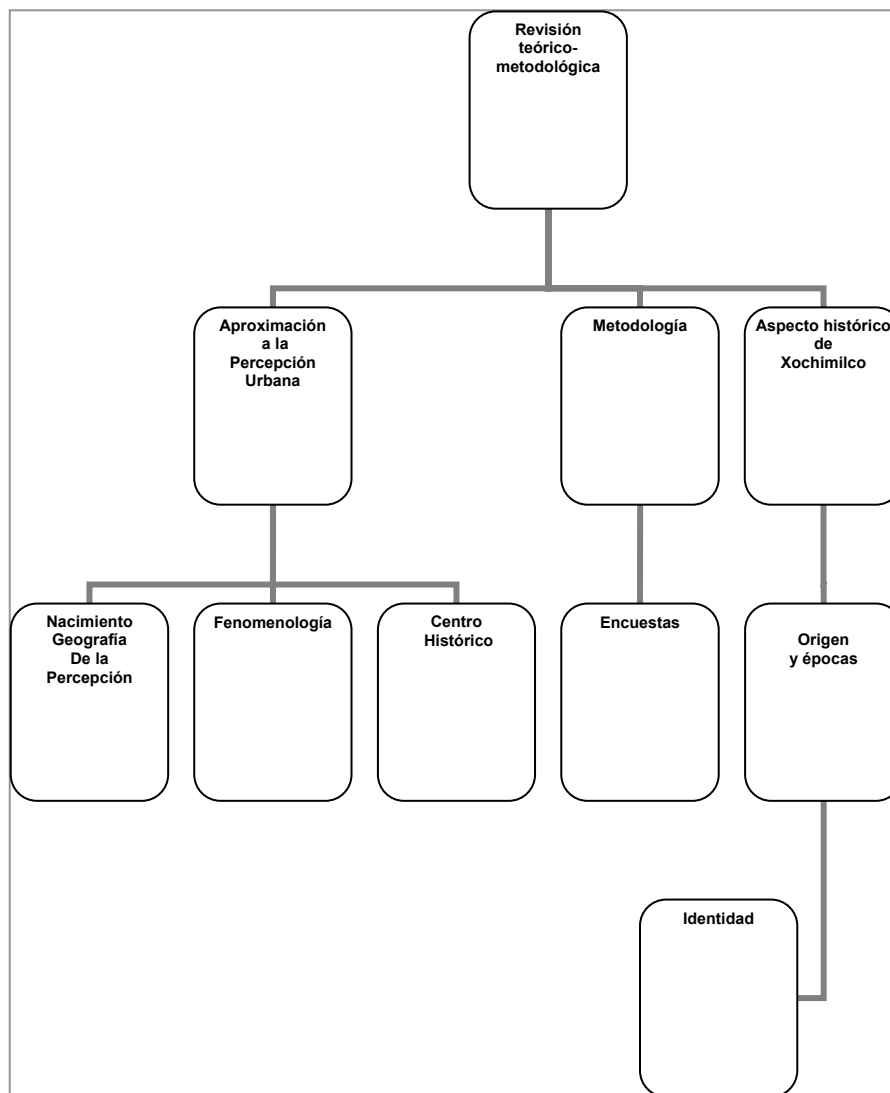 Revisión
teórico-
metodológica
Aproximación
a la
Percepción
Urbana
Metodología
Aspecto histórico
de
Xochimilco
Nacimiento
Geografía
De la
Percepción
Fenomenología
Centro
Histórico
Encuestas
Origen
y épocas
Identidad